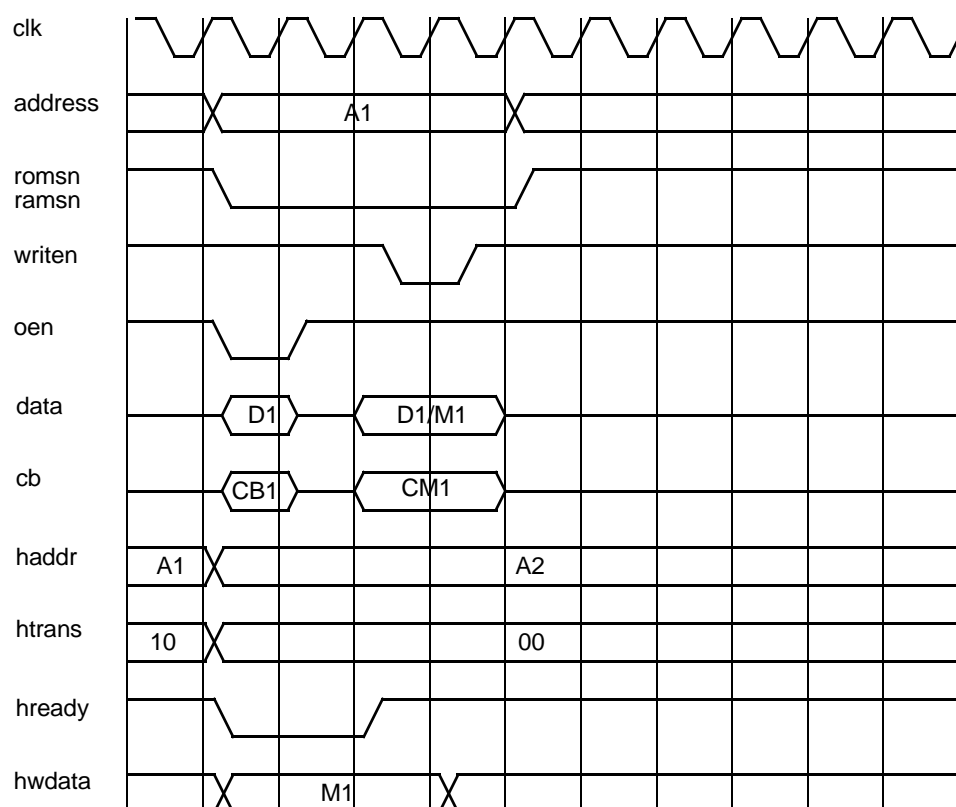 clk
address
A1
romsn
ramsn
writen
oen
data
D1
D1/M1
cb
CB1
CM1
haddr
A1
A2
htrans
10
00
hready
hwdata
M1